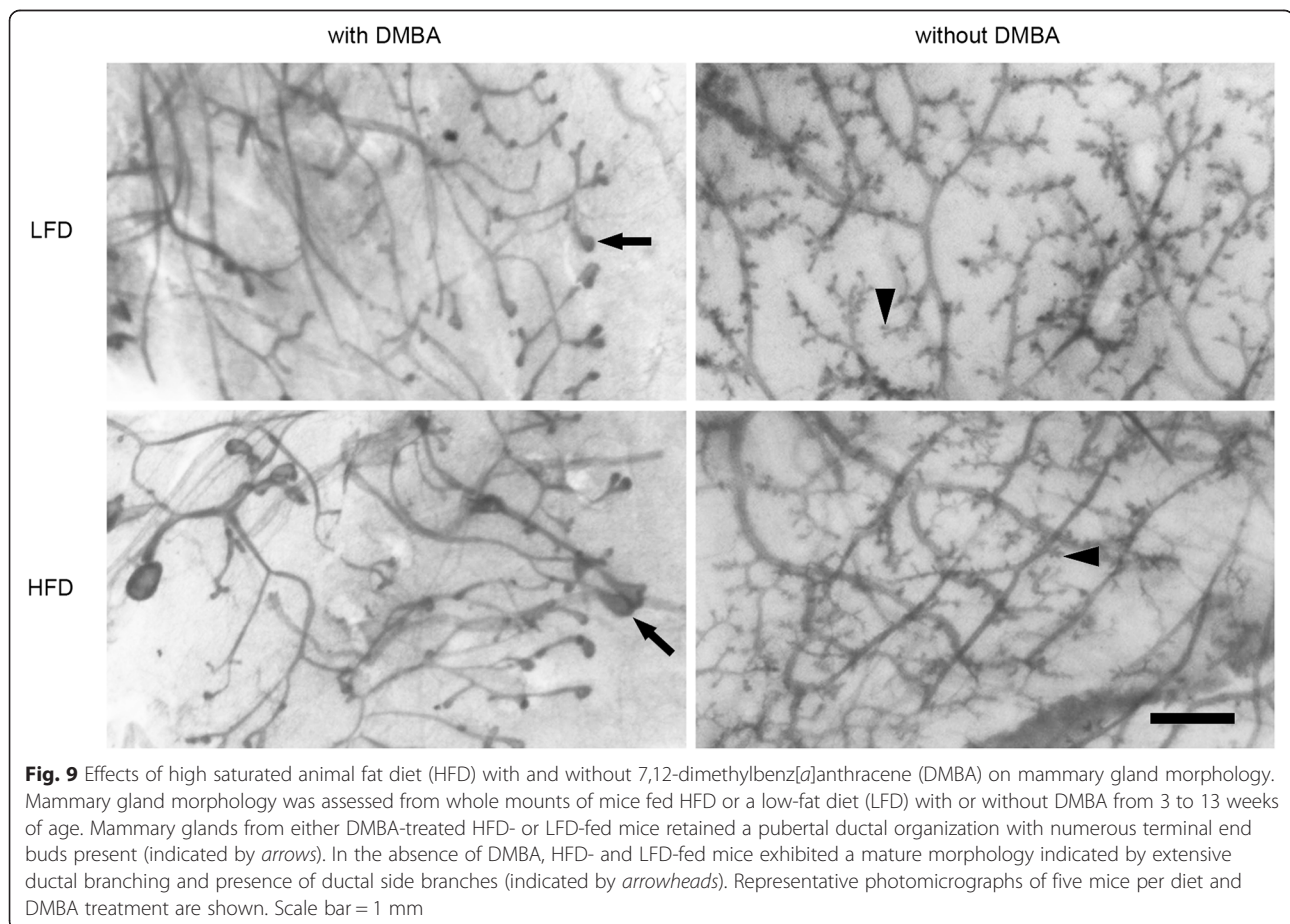 with DMBA
without DMBA
LFD
HFD
Fig. 9 Effects of high saturated animal fat diet (HFD) with and without 7,12-dimethylbenz[a]anthracene (DMBA) on mammary gland morphology.
Mammary gland morphology was assessed from whole mounts of mice fed HFD or a low-fat diet (LFD) with or without DMBA from 3 to 13 weeks
of age. Mammary glands from either DMBA-treated HFD- or LFD-fed mice retained a pubertal ductal organization with numerous terminal end
buds present (indicated by arrows). In the absence of DMBA, HFD- and LFD-fed mice exhibited a mature morphology indicated by extensive
ductal branching and presence of ductal side branches (indicated by arrowheads). Representative photomicrographs of five mice per diet and
DMBA treatment are shown. Scale bar = 1 mm